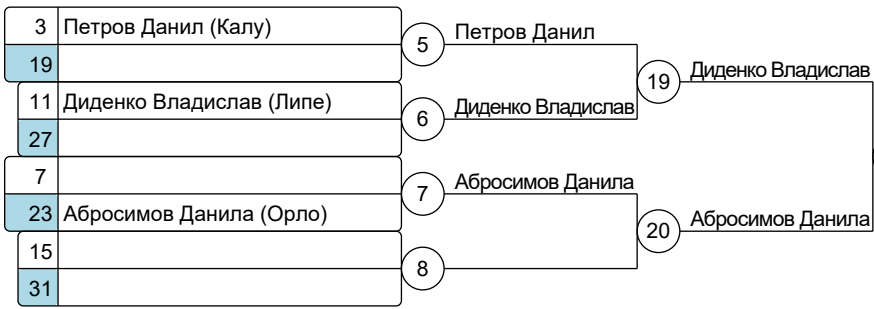 3 Петров Данил (Калу)
19
5 Петров Данил
11 Диденко Владислав (Липе)
27
6 Диденко Владислав
19 Диденко Владислав
7
23 Абросимов Данила (Орло)
7 Абросимов Данила
15
31
8
20 Абросимов Данила